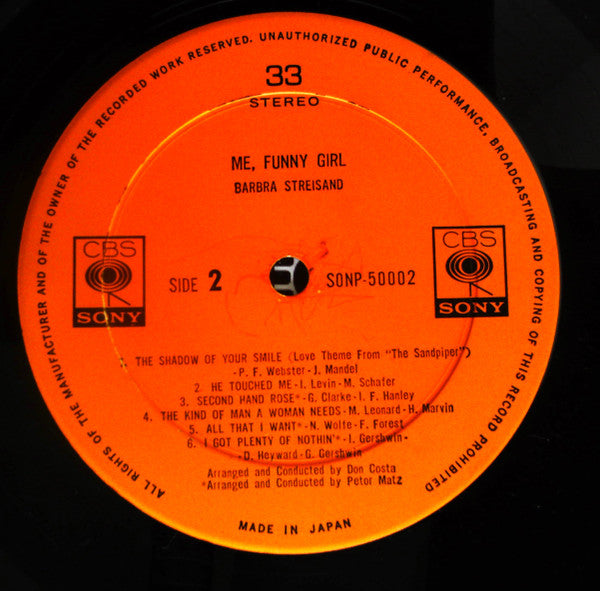 ALL RIGHTS OF THE MANUFACTURER AND OF THE OWNER OF THE RECORDED WORK RESERVED. UNAUTHORIZED PUBLIC PERFORMANCE, BROADCASTING AND COPYING OF THIS RECORD PROHIBITED
33
STEREO
ME, FUNNY GIRL
BARBRA STREISAND
CBS
SONY
SIDE 2
SONP-50002
CBS
SONY
1. THE SHADOW OF YOUR SMILE (Love Theme From "The Sandpiper")
-P. F. Webster-J. Mandel
2. HE TOUCHED ME-I. Levin-M. Schafer
3. SECOND HAND ROSE*-G. Clarke-I. F. Hanley
4. THE KIND OF MAN A WOMAN NEEDS-M. Leonard-H. Marvin
5. ALL THAT I WANT*-N. Wolfe-F. Forest
6. I GOT PLENTY OF NOTHIN'*-I. Gershwin-
-D. Heyward-G. Gershwin
Arranged and Conducted by Don Costa
*Arranged and Conducted by Petor Matz
MADE IN JAPAN